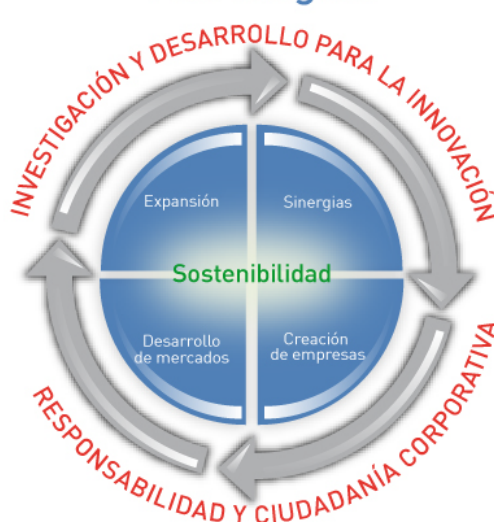 INVESTIGACIÓN Y DESARROLLO PARA LA INNOVACIÓN
Expansión
Sinergias
Sostenibilidad
Desarrollo
de mercados
Creación
de empresas
RESPONSABILIDAD Y CIUDADANÍA CORPORATIVA